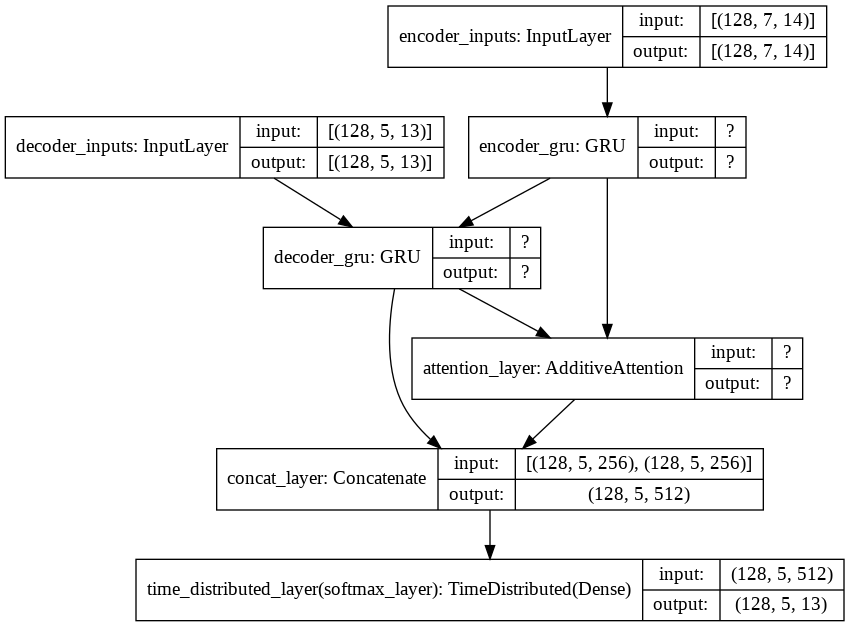 encoder_inputs: InputLayer
input: [(128, 7, 14)]
output: [(128, 7, 14)]
decoder_inputs: InputLayer
input: [(128, 5, 13)]
output: [(128, 5, 13)]
encoder_gru: GRU
input: ?
output: ?
decoder_gru: GRU
input: ?
output: ?
attention_layer: AdditiveAttention
input: ?
output: ?
concat_layer: Concatenate
input: [(128, 5, 256), (128, 5, 256)]
output: (128, 5, 512)
time_distributed_layer(softmax_layer): TimeDistributed(Dense)
input: (128, 5, 512)
output: (128, 5, 13)